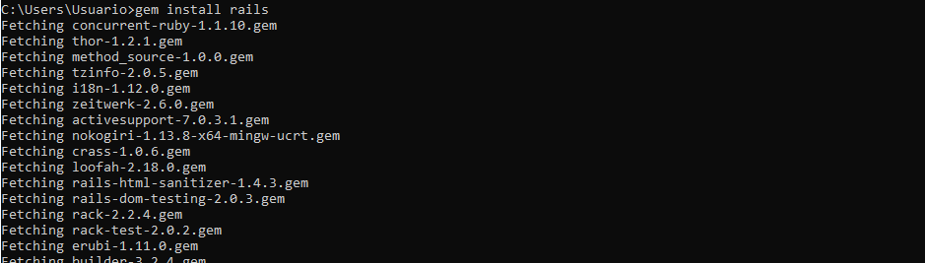 C:\Users\Usuario>gem install rails
Fetching concurrent-ruby-1.1.10.gem
Fetching thor-1.2.1.gem
Fetching method_source-1.0.0.gem
Fetching tzinfo-2.0.5.gem
Fetching i18n-1.12.0.gem
Fetching zeitwerk-2.6.0.gem
Fetching activesupport-7.0.3.1.gem
Fetching nokogiri-1.13.8-x64-mingw-ucrt.gem
Fetching crass-1.0.6.gem
Fetching loofah-2.18.0.gem
Fetching rails-html-sanitizer-1.4.3.gem
Fetching rails-dom-testing-2.0.3.gem
Fetching rack-2.2.4.gem
Fetching rack-test-2.0.2.gem
Fetching erubi-1.11.0.gem
Fetching builder-3.2.4.gem